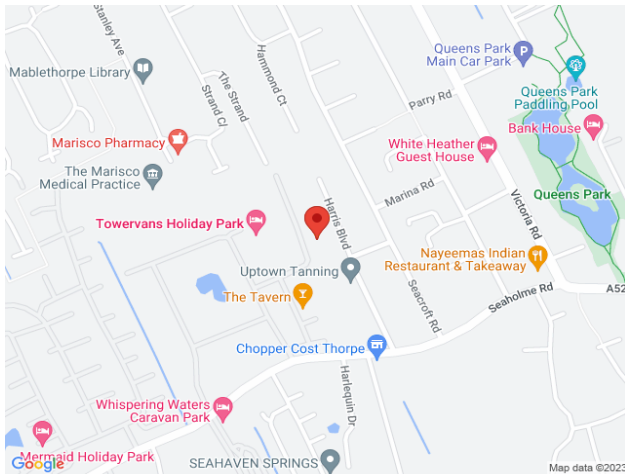 Stanley Ave
Hammond Ct
Queens Park
Main Car Park
Mablethorpe Library
The Strand
Strand Cl
Parry Rd
Queens Park
Paddling Pool
Bank House
Marisco Pharmacy
White Heather
Guest House
The Marisco
Medical Practice
Marina Rd
Victoria Rd
Queens Park
Harris Blvd
Towervans Holiday Park
Nayeemas Indian
Restaurant & Takeaway
Uptown Tanning
The Tavern
Seacroft Rd
Seaholme Rd
A52
Chopper Cost Thorpe
Harlequin Dr
Whispering Waters
Caravan Park
Mermaid Holiday Park
Google
SEAHAVEN SPRINGS
Map data ©2023